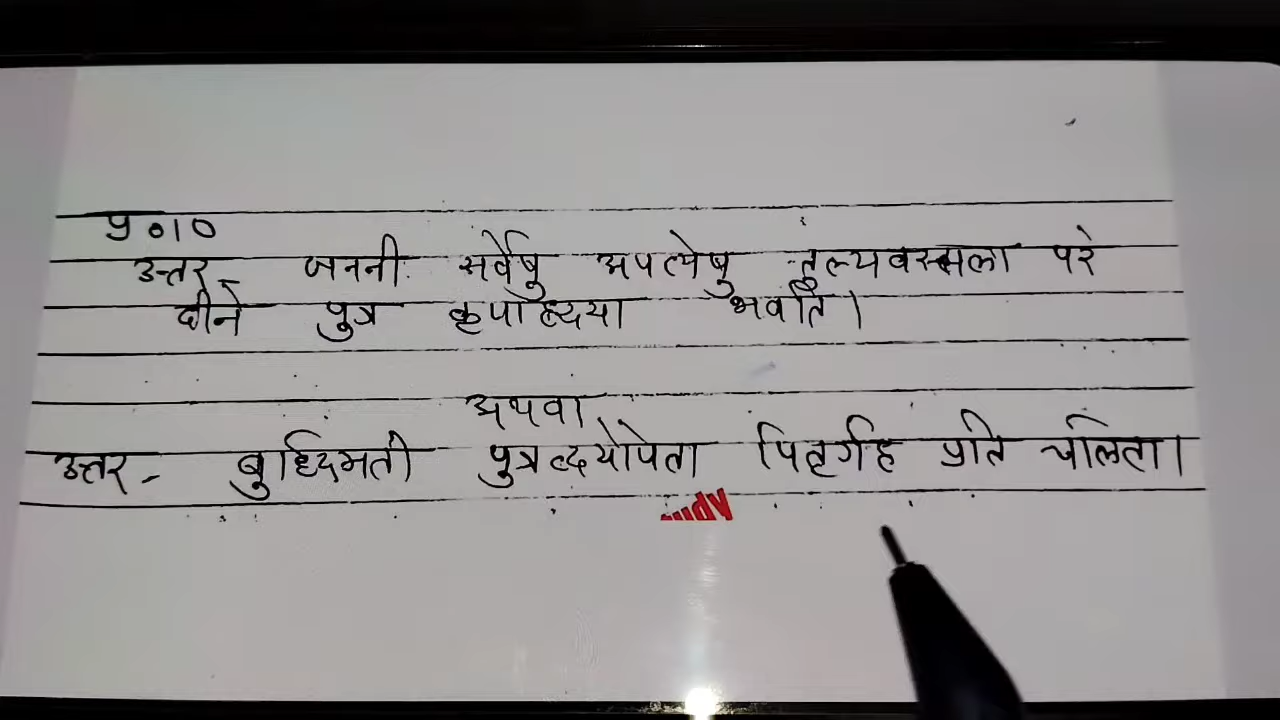 प्र०10
उत्तर - जननी सर्वेषु अपत्येषु तुल्यवत्सला परे
दीने पुत्र कृपार्द्रहृदया भवति।
अथवा
उत्तर - बुध्दिमती पुत्रद्वयोपेता पितृर्गृह प्रति चलिता।